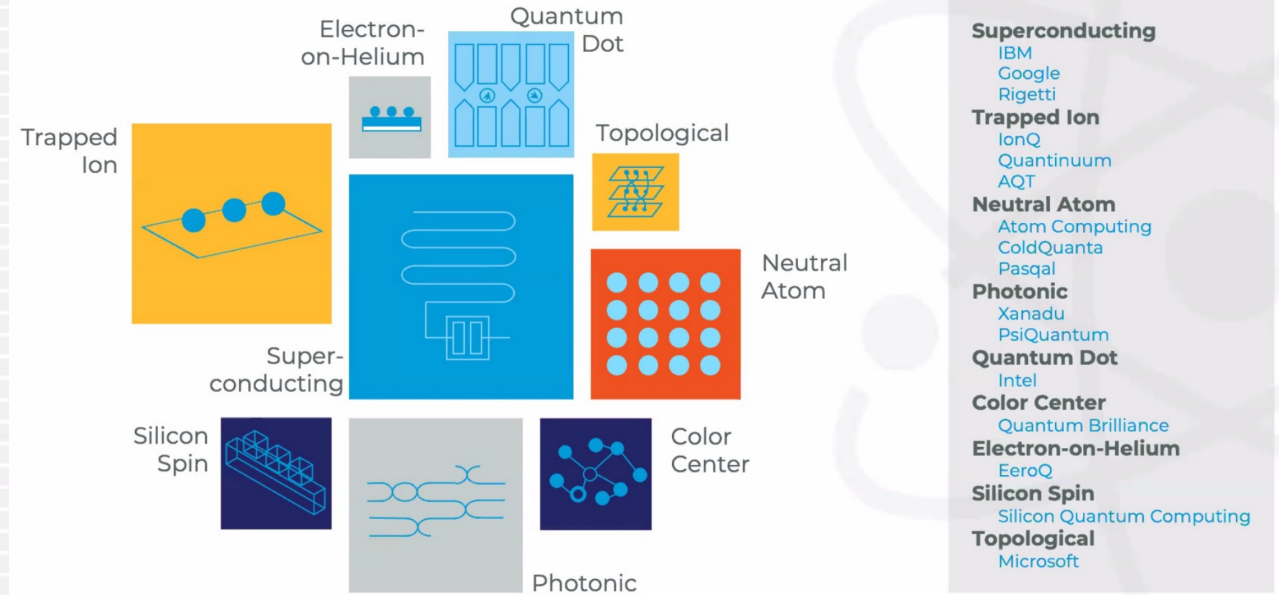 Electron-
on-Helium
Quantum
Dot
Trapped
Ion
Topological
Neutral
Atom
Super-
conducting
Silicon
Spin
Color
Center
Photonic
Superconducting
IBM
Google
Rigetti
Trapped Ion
IonQ
Quantinuum
AQT
Neutral Atom
Atom Computing
ColdQuanta
Pasqal
Photonic
Xanadu
PsiQuantum
Quantum Dot
Intel
Color Center
Quantum Brilliance
Electron-on-Helium
EeroQ
Silicon Spin
Silicon Quantum Computing
Topological
Microsoft